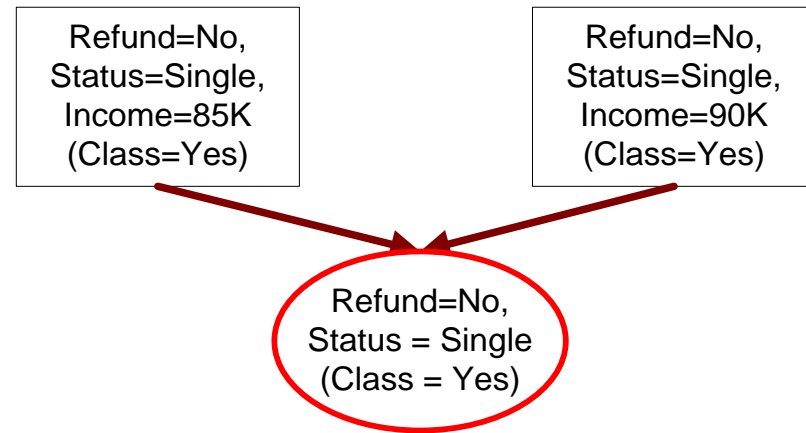 Refund=No,
Status=Single,
Income=85K
(Class=Yes)
Refund=No,
Status=Single,
Income=90K
(Class=Yes)
Refund=No,
Status = Single
(Class = Yes)